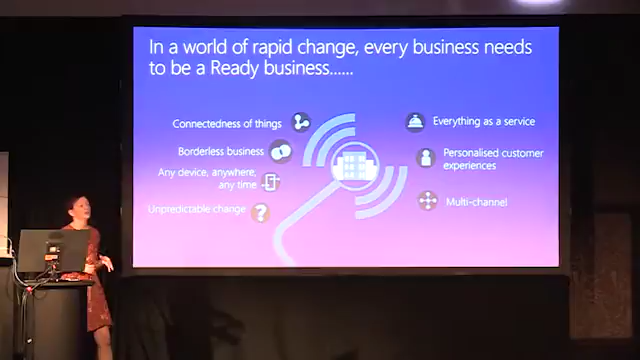 In a world of rapid change, every business needs
to be a Ready business......
Connectedness of things
Borderless business
Any device, anywhere,
any time
Unpredictable change
?
Everything as a service
Personalised customer
experiences
Multi-channel